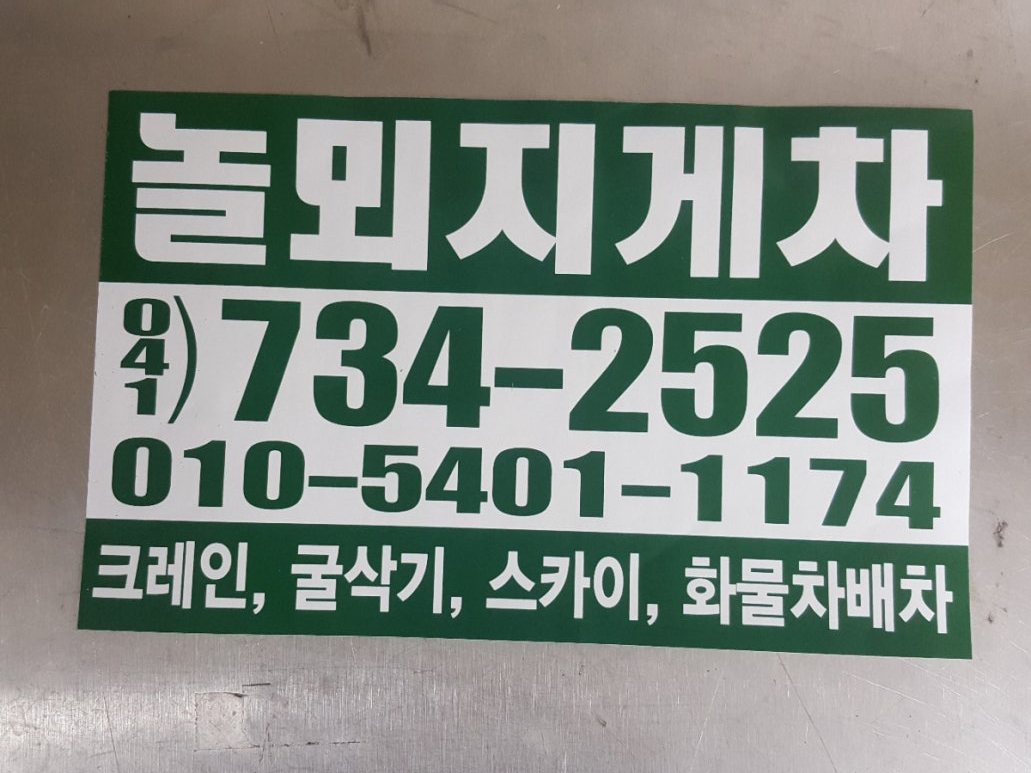 놀뫼지게차
041)734-2525
010-5401-1174
크레인, 굴삭기, 스카이, 화물차배차